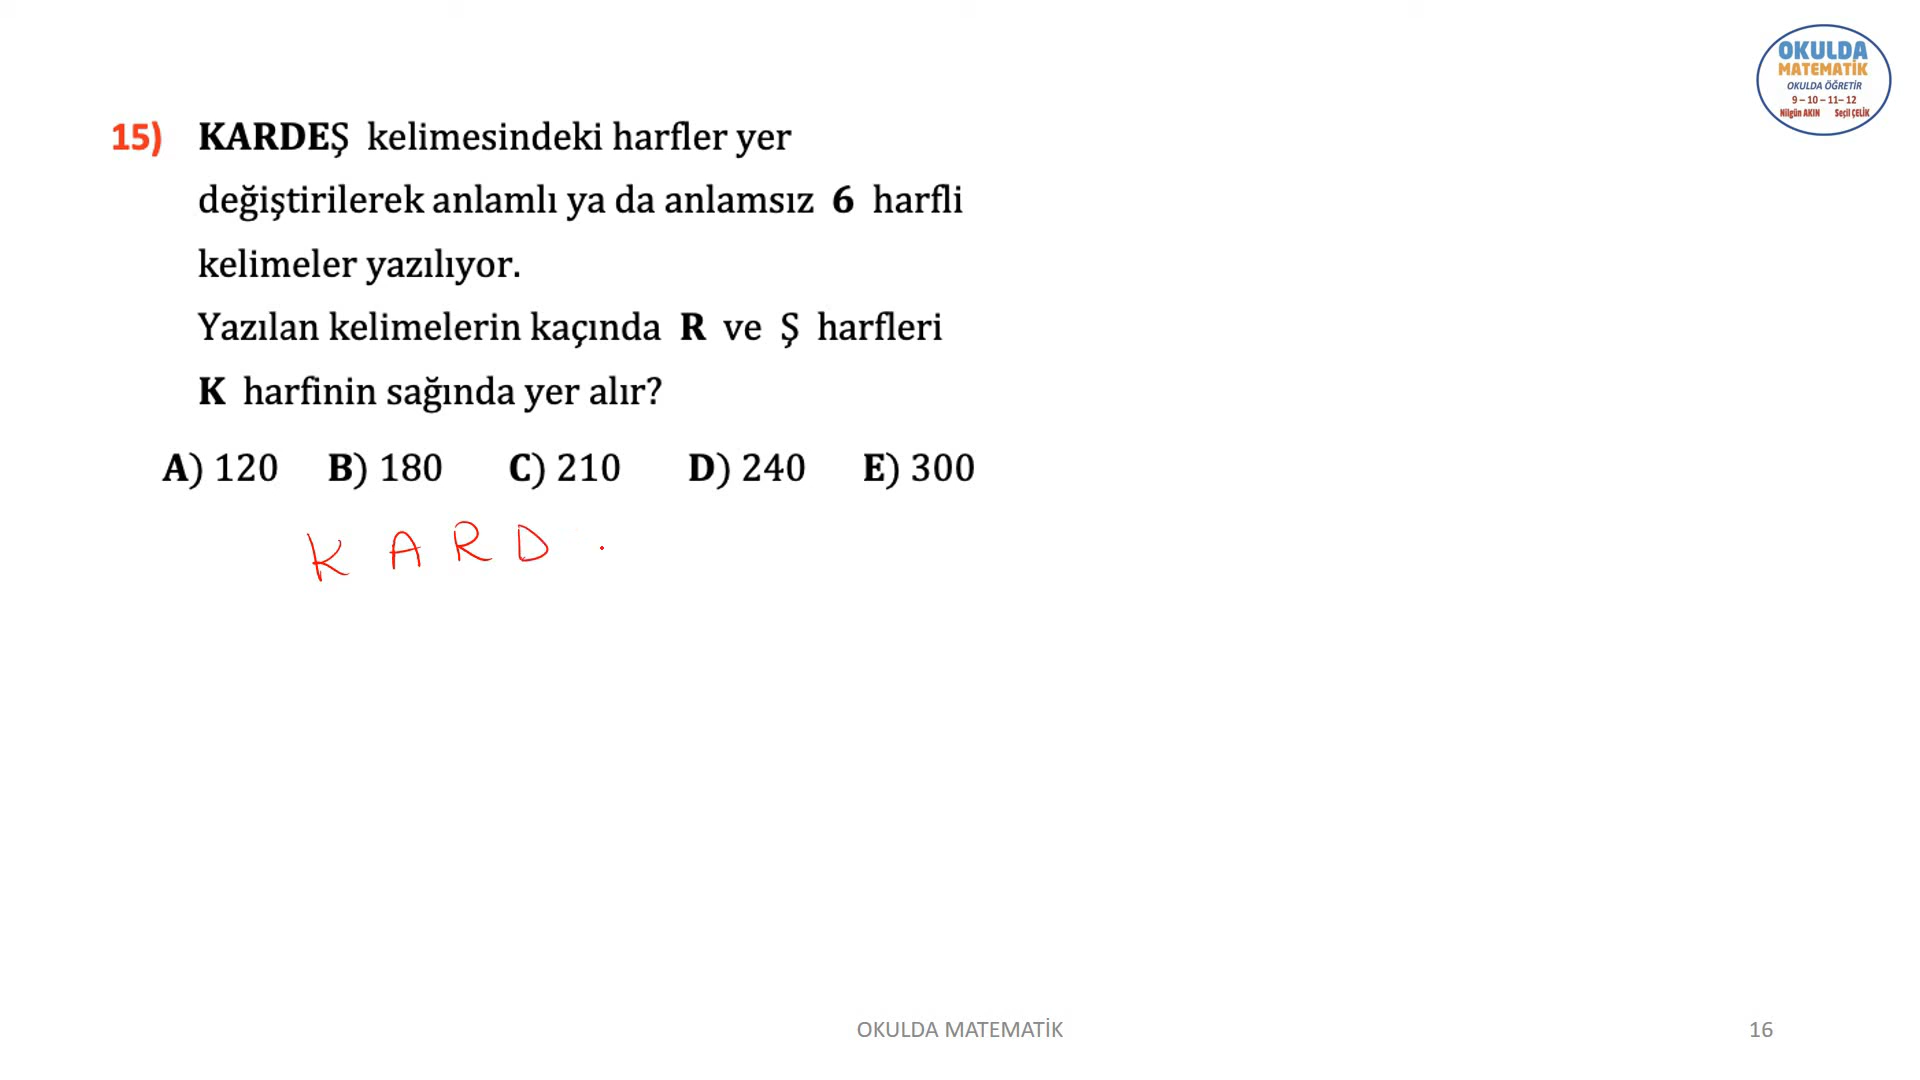 OKULDA
MATEMATİK
OKULDA ÖĞRETİR
9 – 10 – 11– 12
Nilgün AKIN Seçil ÇELİK
15) KARDEŞ kelimesindeki harfler yer
değiştirilerek anlamlı ya da anlamsız 6 harfli
kelimeler yazılıyor.
Yazılan kelimelerin kaçında R ve Ş harfleri
K harfinin sağında yer alır?
A) 120 B) 180 C) 210 D) 240 E) 300
K A R D .
OKULDA MATEMATİK 16